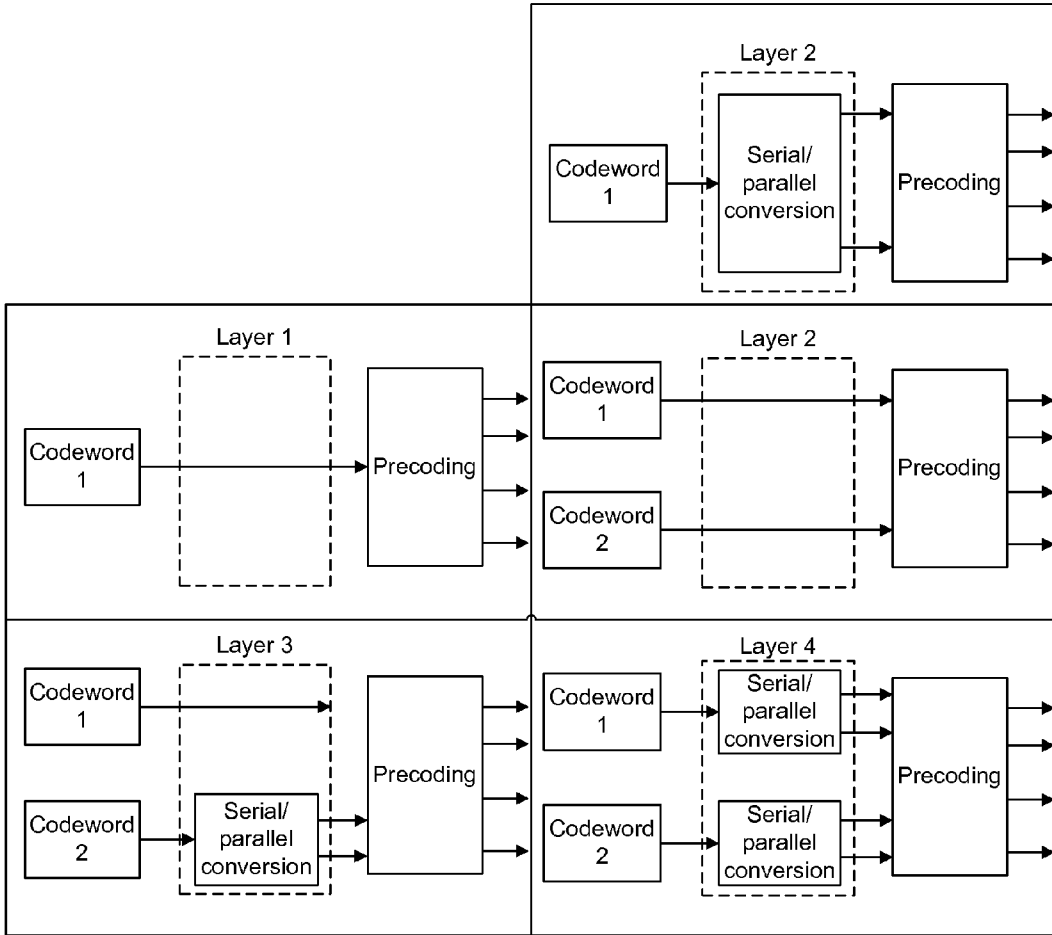 Layer 2
Codeword
1
Serial/
parallel
conversion
Precoding
Layer 1
Codeword
1
Precoding
Layer 2
Codeword
1
Codeword
2
Precoding
Layer 3
Codeword
1
Codeword
2
Serial/
parallel
conversion
Precoding
Layer 4
Codeword
1
Serial/
parallel
conversion
Codeword
2
Serial/
parallel
conversion
Precoding